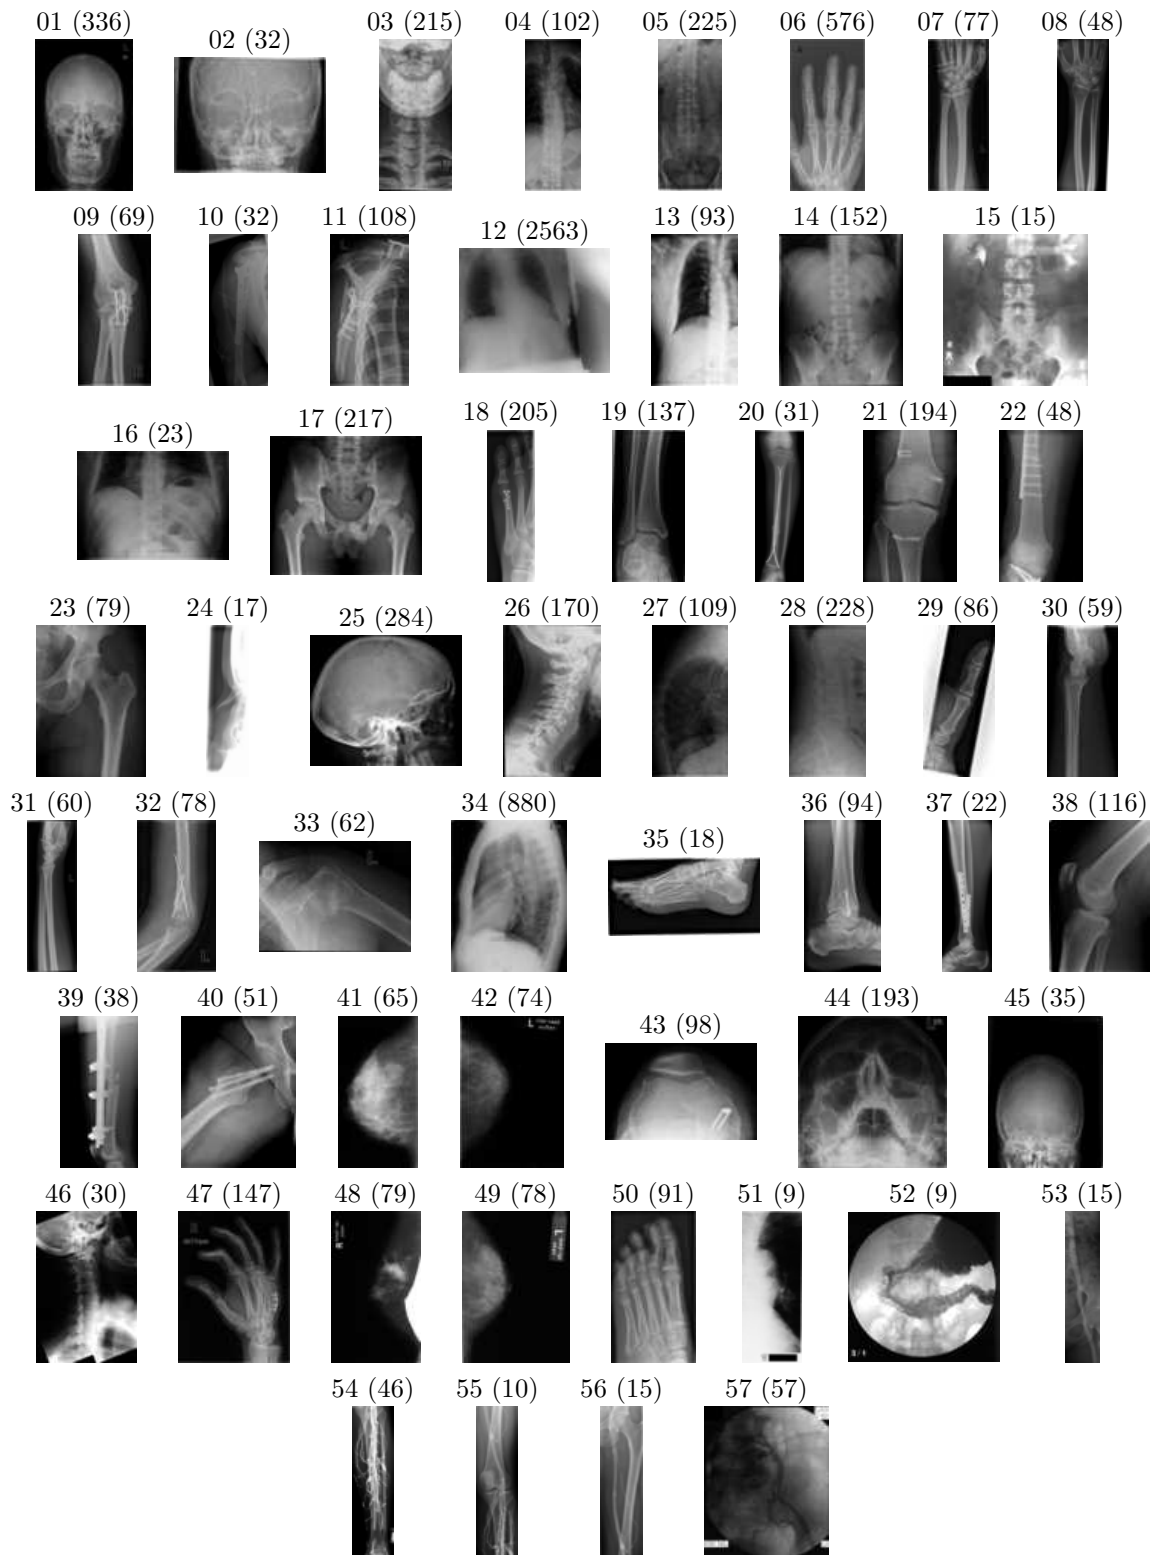 01 (336) 02 (32) 03 (215) 04 (102) 05 (225) 06 (576) 07 (77) 08 (48)
09 (69) 10 (32) 11 (108) 12 (2563) 13 (93) 14 (152) 15 (15)
16 (23) 17 (217) 18 (205) 19 (137) 20 (31) 21 (194) 22 (48)
23 (79) 24 (17) 25 (284) 26 (170) 27 (109) 28 (228) 29 (86) 30 (59)
31 (60) 32 (78) 33 (62) 34 (880) 35 (18) 36 (94) 37 (22) 38 (116)
39 (38) 40 (51) 41 (65) 42 (74) 43 (98) 44 (193) 45 (35)
L
46 (30) 47 (147) 48 (79) 49 (78) 50 (91) 51 (9) 52 (9) 53 (15)
R
L
54 (46) 55 (10) 56 (15) 57 (57)